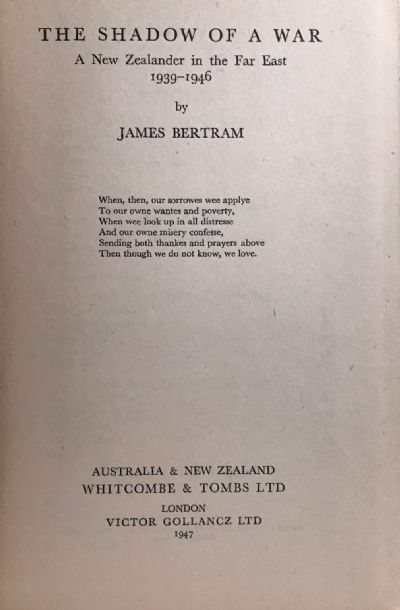 THE SHADOW OF A WAR
A New Zealander in the Far East
1939–1946
by
JAMES BERTRAM
When, then, our sorrowes wee applye
To our owne wantes and poverty,
When wee look up in all distresse
And our owne misery confesse,
Sending both thankes and prayers above
Then though we do not know, we love.
AUSTRALIA & NEW ZEALAND
WHITCOMBE & TOMBS LTD
LONDON
VICTOR GOLLANCZ LTD
1947